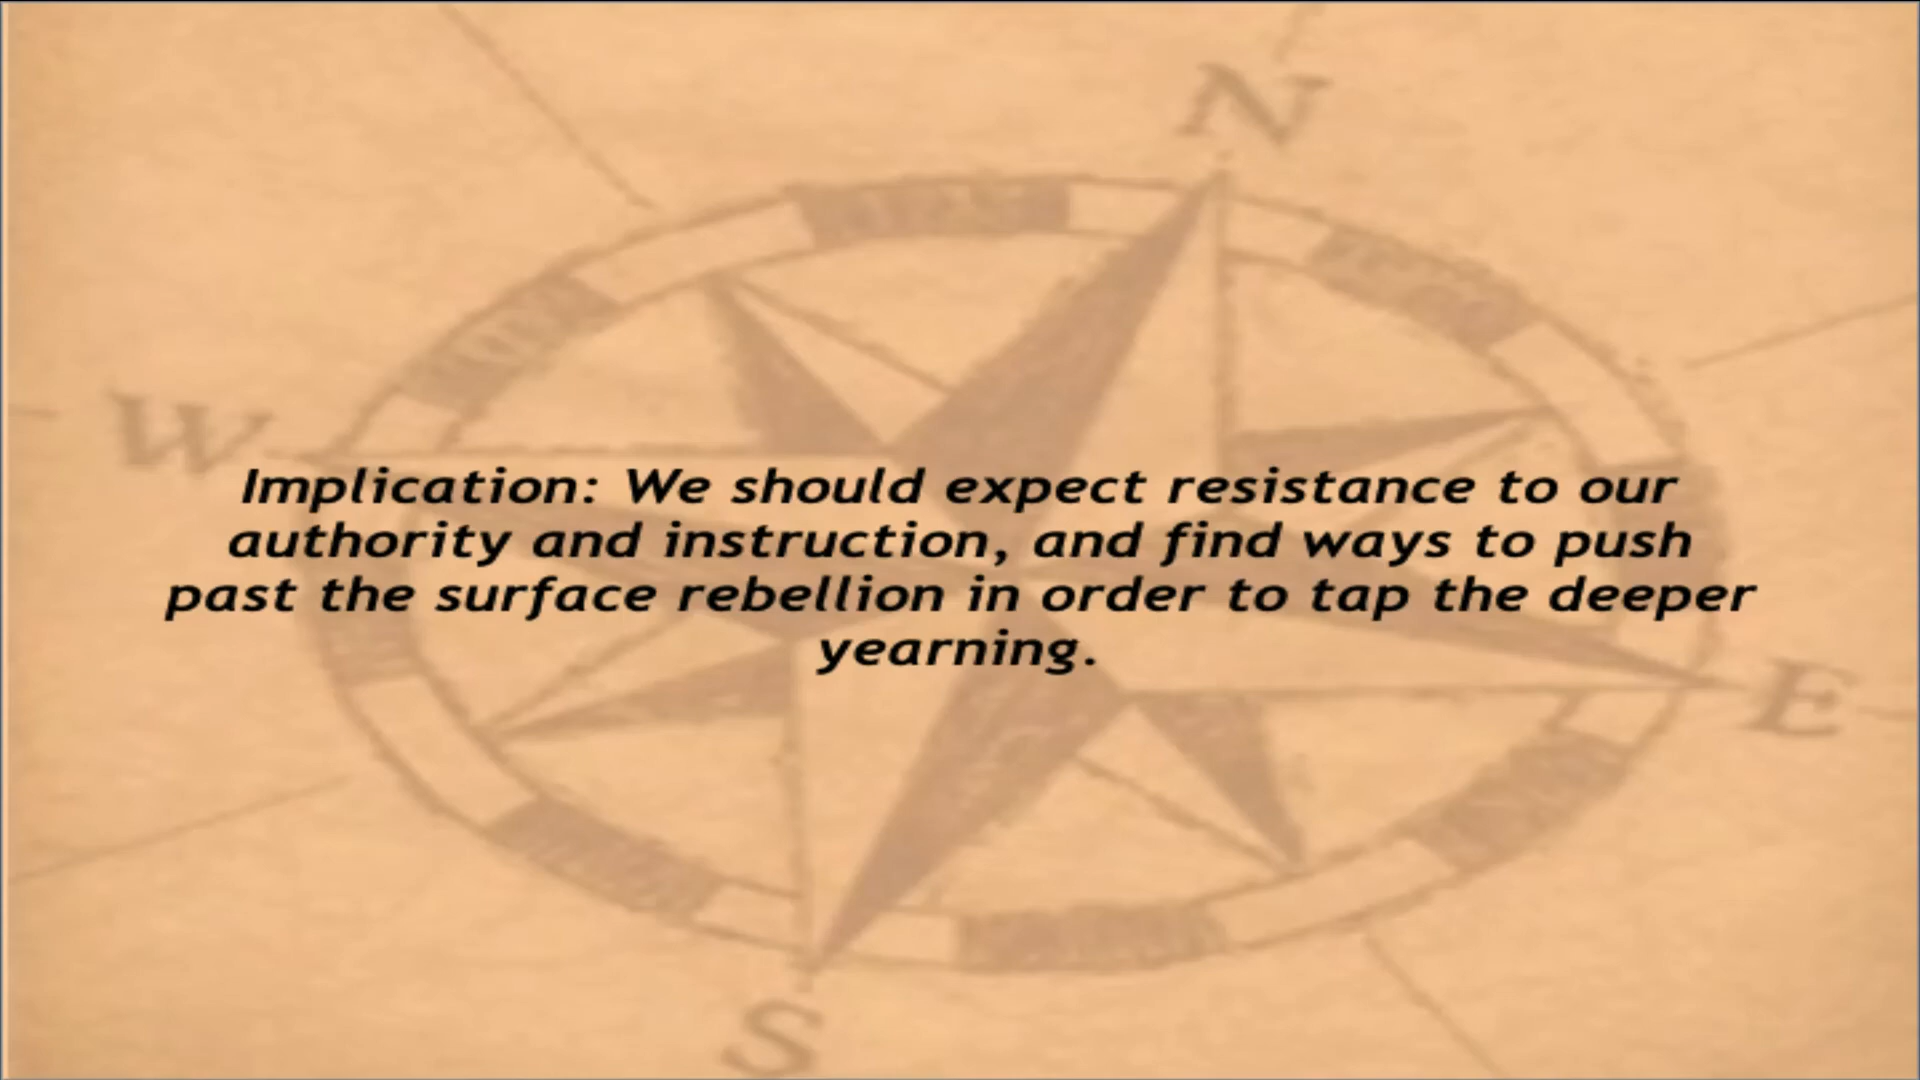 N
W
Implication: We should expect resistance to our
authority and instruction, and find ways to push
past the surface rebellion in order to tap the deeper
yearning.
E
S